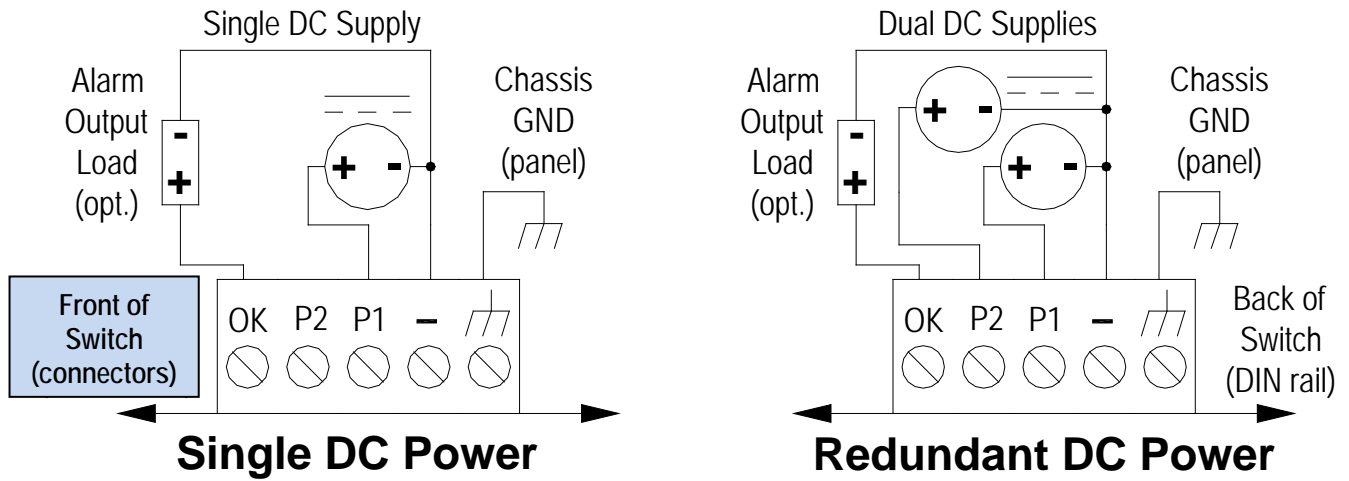 Single DC Supply
Alarm
Output
Load
(opt.)
-
+
+ -
Chassis
GND
(panel)
Front of
Switch
(connectors)
OK P2 P1 –
Single DC Power
Dual DC Supplies
Alarm
Output
Load
(opt.)
-
+
+ -
+ -
Chassis
GND
(panel)
OK P2 P1 –
Back of
Switch
(DIN rail)
Redundant DC Power